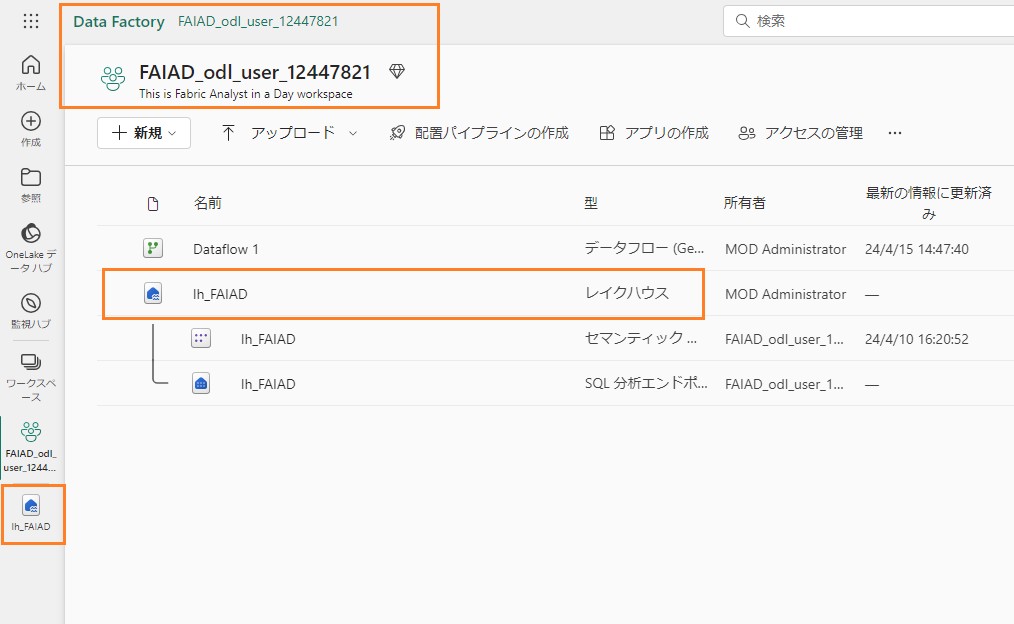 Data Factory FAIAD_odl_user_12447821
検索
FAIAD_odl_user_12447821
This is Fabric Analyst in a Day workspace
新規 アップロード 配置パイプラインの作成 アプリの作成 アクセスの管理 ...
ホーム
作成
参照
OneLake デ
ータ ハブ
監視ハブ
ワークスペ
ース
FAIAD_odl_
user_1244...
lh_FAIAD
名前 型 所有者 最新の情報に更新済
み
Dataflow 1 データフロー (Ge... MOD Administrator 24/4/15 14:47:40
lh_FAIAD レイクハウス MOD Administrator —
lh_FAIAD セマンティック ... FAIAD_odl_user_1... 24/4/10 16:20:52
lh_FAIAD SQL 分析エンドポ... FAIAD_odl_user_1... —